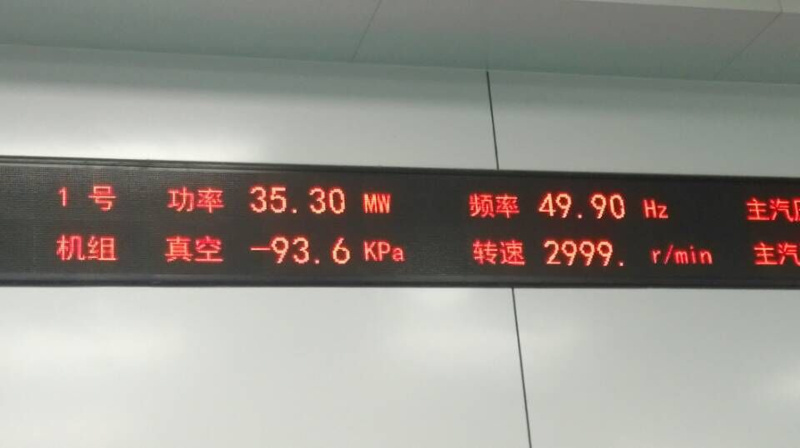 1号 功率 35.30 MW 频率 49.90 Hz 主汽
机组 真空 -93.6 KPa 转速 2999. r/min 主汽